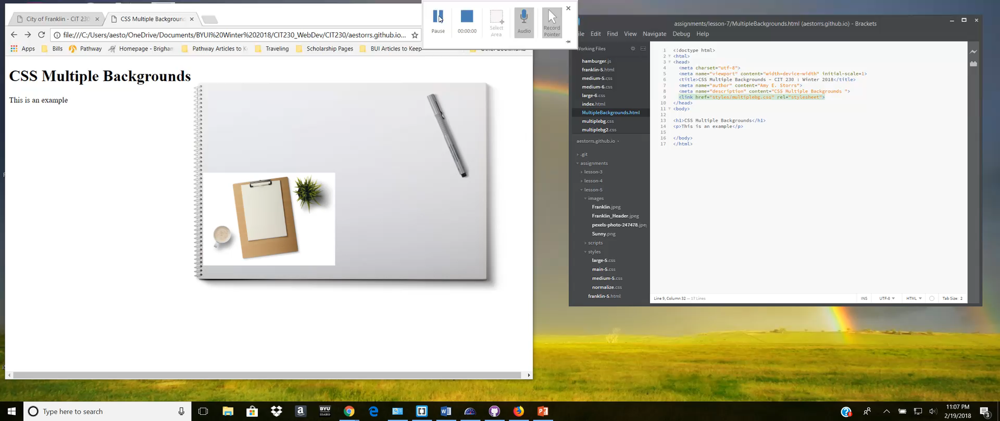 City of Franklin - CIT 230
CSS Multiple Background
file:///C:/Users/aesto/OneDrive/Documents/BYUI%20Winter%202018/CIT230_WebDev/CIT230/aestorrs.github.io...
Apps Bills Pathway Homepage - Brigham Pathway Articles to K Traveling Scholarship Pages BUI Articles to Keep Other bookmarks
CSS Multiple Backgrounds
This is an example
Pause
00:00:00
Select Area
Audio
Record Pointer
assignments/lesson-7/MultipleBackgrounds.html (aestorrs.github.io) - Brackets
ile Edit Find View Navigate Debug Help
Working Files
hamburger.js
franklin-5.html
medium-5.css
medium-6.css
large-6.css
index.html
MultipleBackgrounds.html
multiplebg.css
multiplebg2.css
aestorrs.github.io
.git
assignments
lesson-3
lesson-4
lesson-5
images
Franklin.jpeg
Franklin_Header.jpeg
pexels-photo-247478.jpeg
Sunny.png
scripts
styles
large-5.css
main-5.css
medium-5.css
normalize.css
franklin-5.html
1 <!doctype html>
2 <html>
3 <head>
4 <meta charset="utf-8">
5 <meta name="viewport" content="width=device-width" initial-scale=1>
6 <title>CSS Multiple Backgrounds - CIT 230 : Winter 2018</title>
7 <meta name="author" content="Amy E. Storrs">
8 <meta name="description" content="CSS Multiple Backgrounds ">
9 <link href="styles/multiplebg.css" rel="stylesheet">
10 </head>
11 <body>
12
13 <h1>CSS Multiple Backgrounds</h1>
14 <p>This is an example</p>
15
16 </body>
17 </html>
Line 9, Column 32 — 17 Lines
INS UTF-8 HTML Tab Size: 2
Type here to search
BYU
IDAHO
11:07 PM
2/19/2018
3